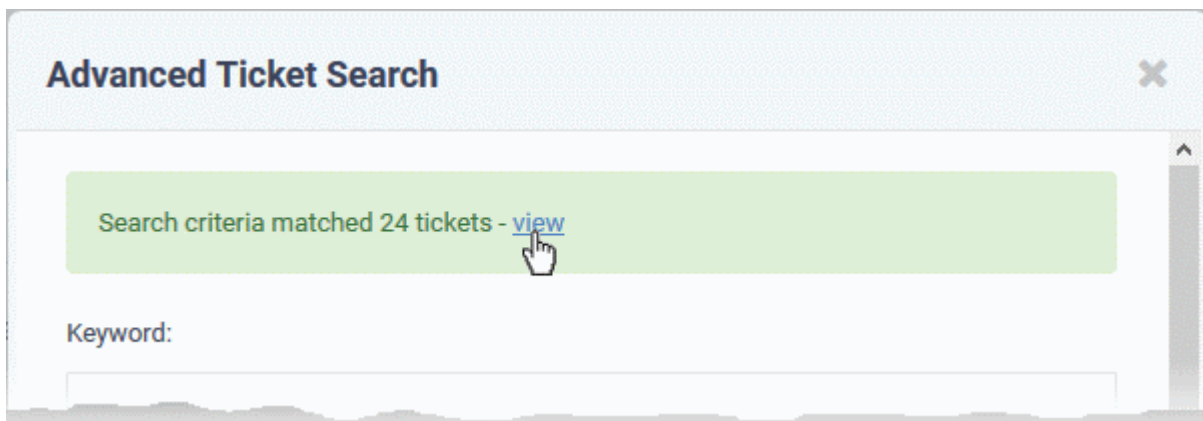 Advanced Ticket Search
Search criteria matched 24 tickets - view
Keyword: